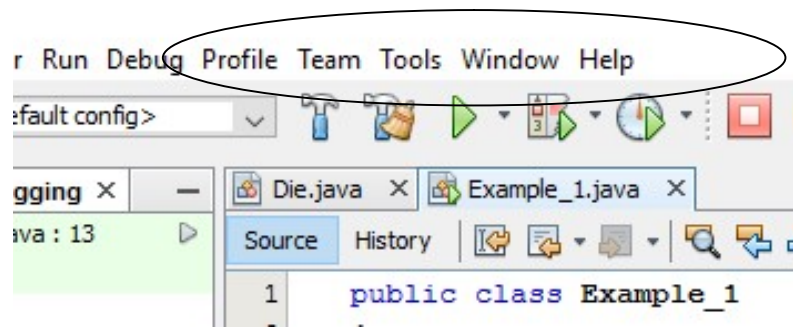 r Run Debug Profile Team Tools Window Help
efault config>
gging
Die.java Example_1.java
ava : 13
Source History
1 public class Example_1